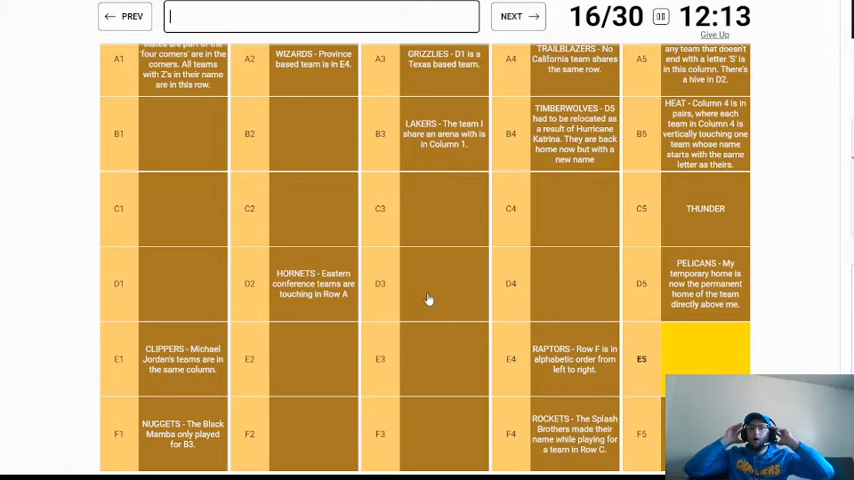 ← PREV
NEXT →
16/30
12:13
Give Up
A1
states are part of the
'four corners' are in the
corners. All teams
with Z's in their name
are in this row.
A2
WIZARDS - Province
based team is in E4.
A3
GRIZZLIES - D1 is a
Texas based team.
A4
TRAILBLAZERS - No
California team shares
the same row.
A5
any team that doesn't
end with a letter 'S' is
in this column. There's
a hive in D2.
B1
B2
B3
LAKERS - The team I
share an arena with is
in Column 1.
B4
TIMBERWOLVES - D5
had to be relocated as
a result of Hurricane
Katrina. They are back
home now but with a
new name
B5
HEAT - Column 4 is in
pairs, where each
team in Column 4 is
vertically touching one
team whose name
starts with the same
letter as theirs.
C1
C2
C3
C4
C5
THUNDER
D1
D2
HORNETS - Eastern
conference teams are
touching in Row A
D3
D4
D5
PELICANS - My
temporary home is
now the permanent
home of the team
directly above me.
E1
CLIPPERS - Michael
Jordan's teams are in
the same column.
E2
E3
E4
RAPTORS - Row F is in
alphabetic order from
left to right.
E5
F1
NUGGETS - The Black
Mamba only played
for B3.
F2
F3
F4
ROCKETS - The Splash
Brothers made their
name while playing for
a team in Row C.
F5